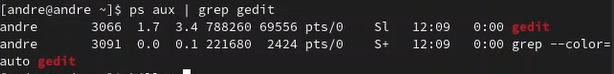 [andre@andre ~]$ ps aux | grep gedit
andre 3066 1.7 3.4 788260 69556 pts/0 Sl 12:09 0:00 gedit
andre 3091 0.0 0.1 221680 2424 pts/0 S+ 12:09 0:00 grep --color=
auto gedit